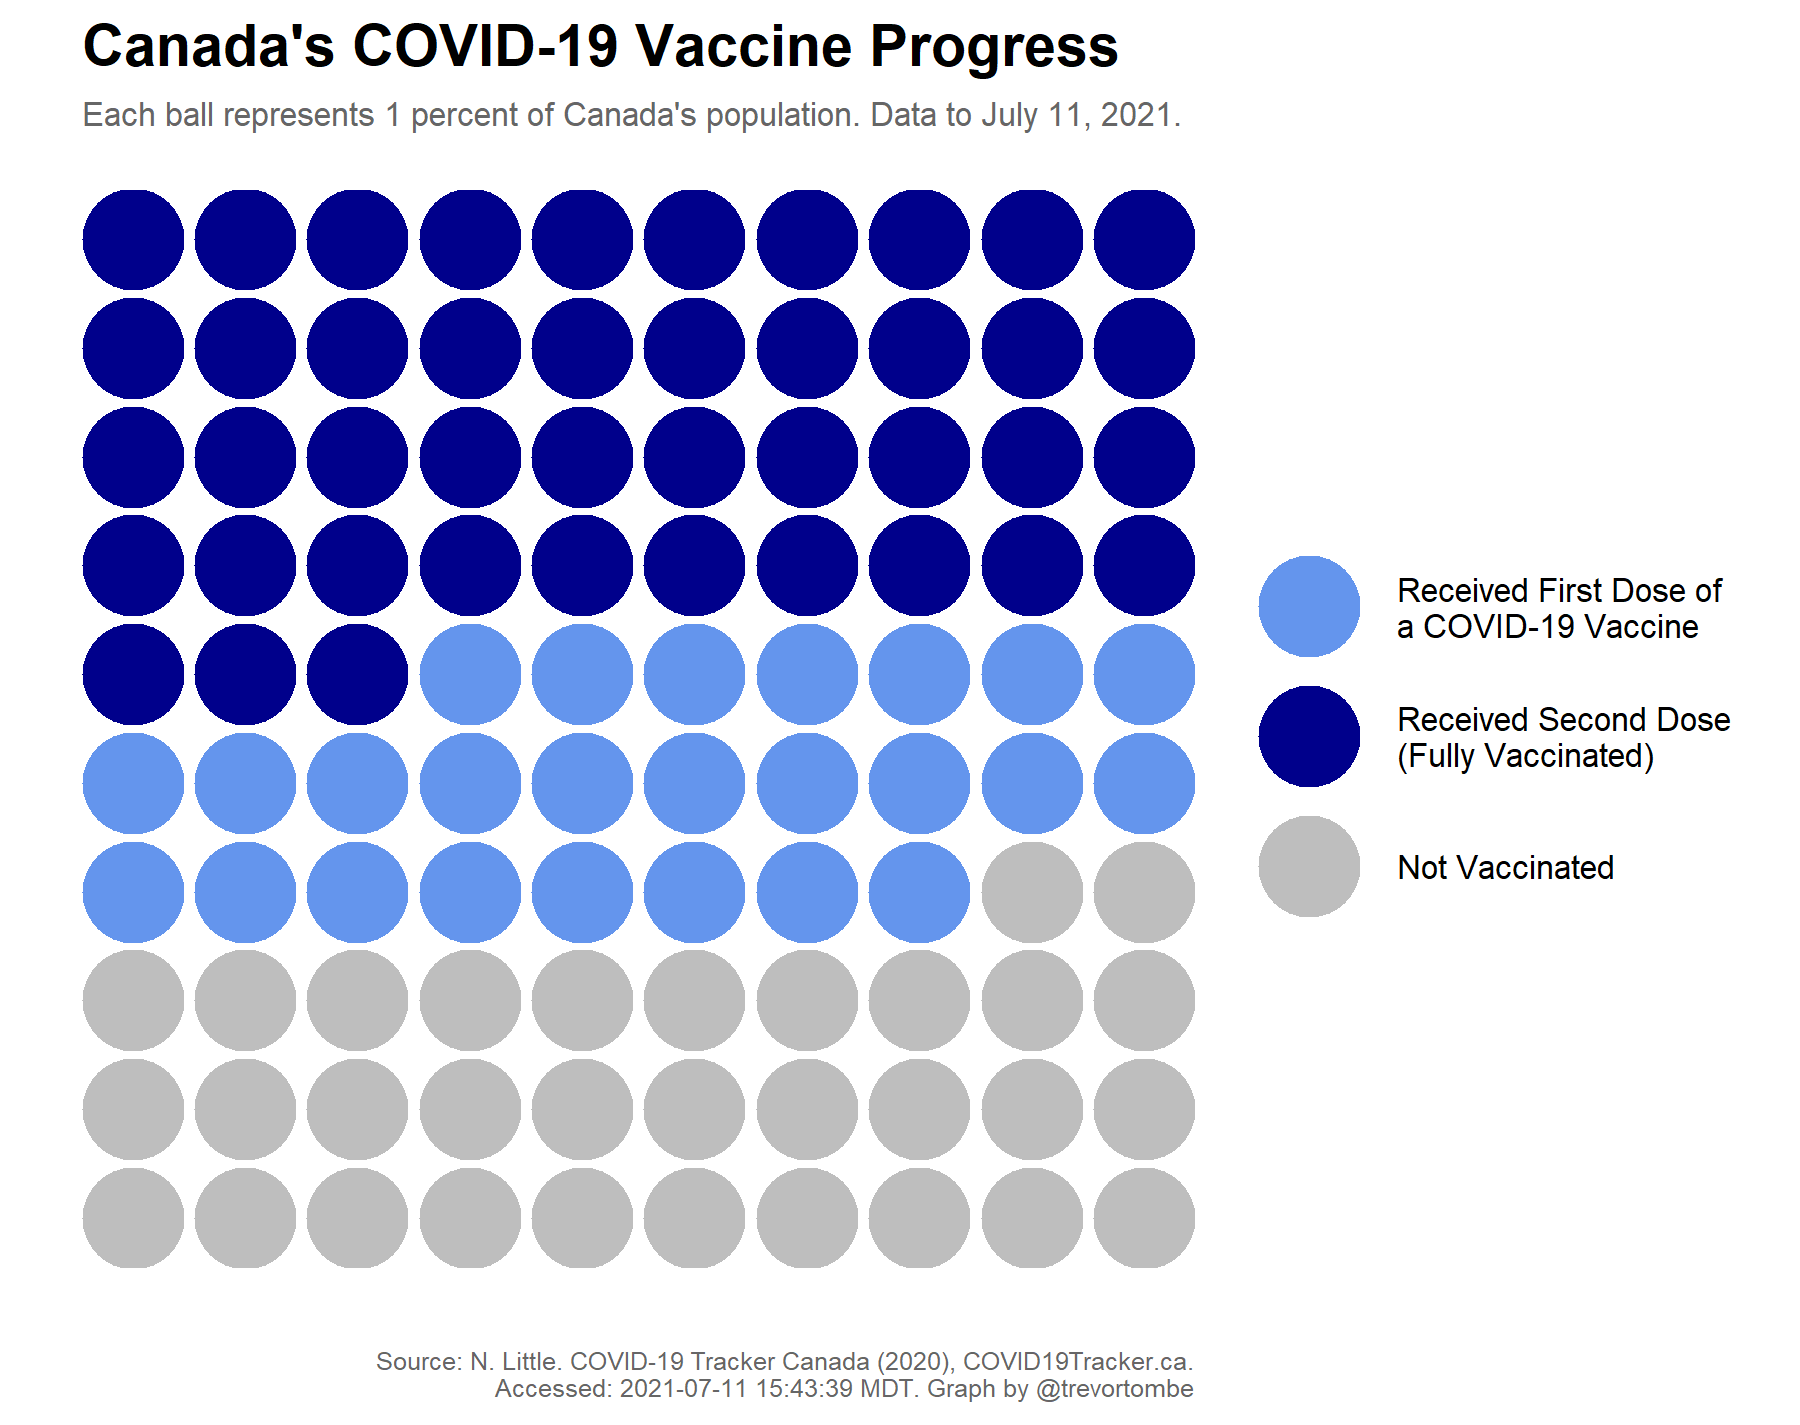 Canada's COVID-19 Vaccine Progress
Each ball represents 1 percent of Canada's population. Data to July 11, 2021.
Received First Dose of
a COVID-19 Vaccine
Received Second Dose
(Fully Vaccinated)
Not Vaccinated
Source: N. Little. COVID-19 Tracker Canada (2020), COVID19Tracker.ca.
Accessed: 2021-07-11 15:43:39 MDT. Graph by @trevortombe